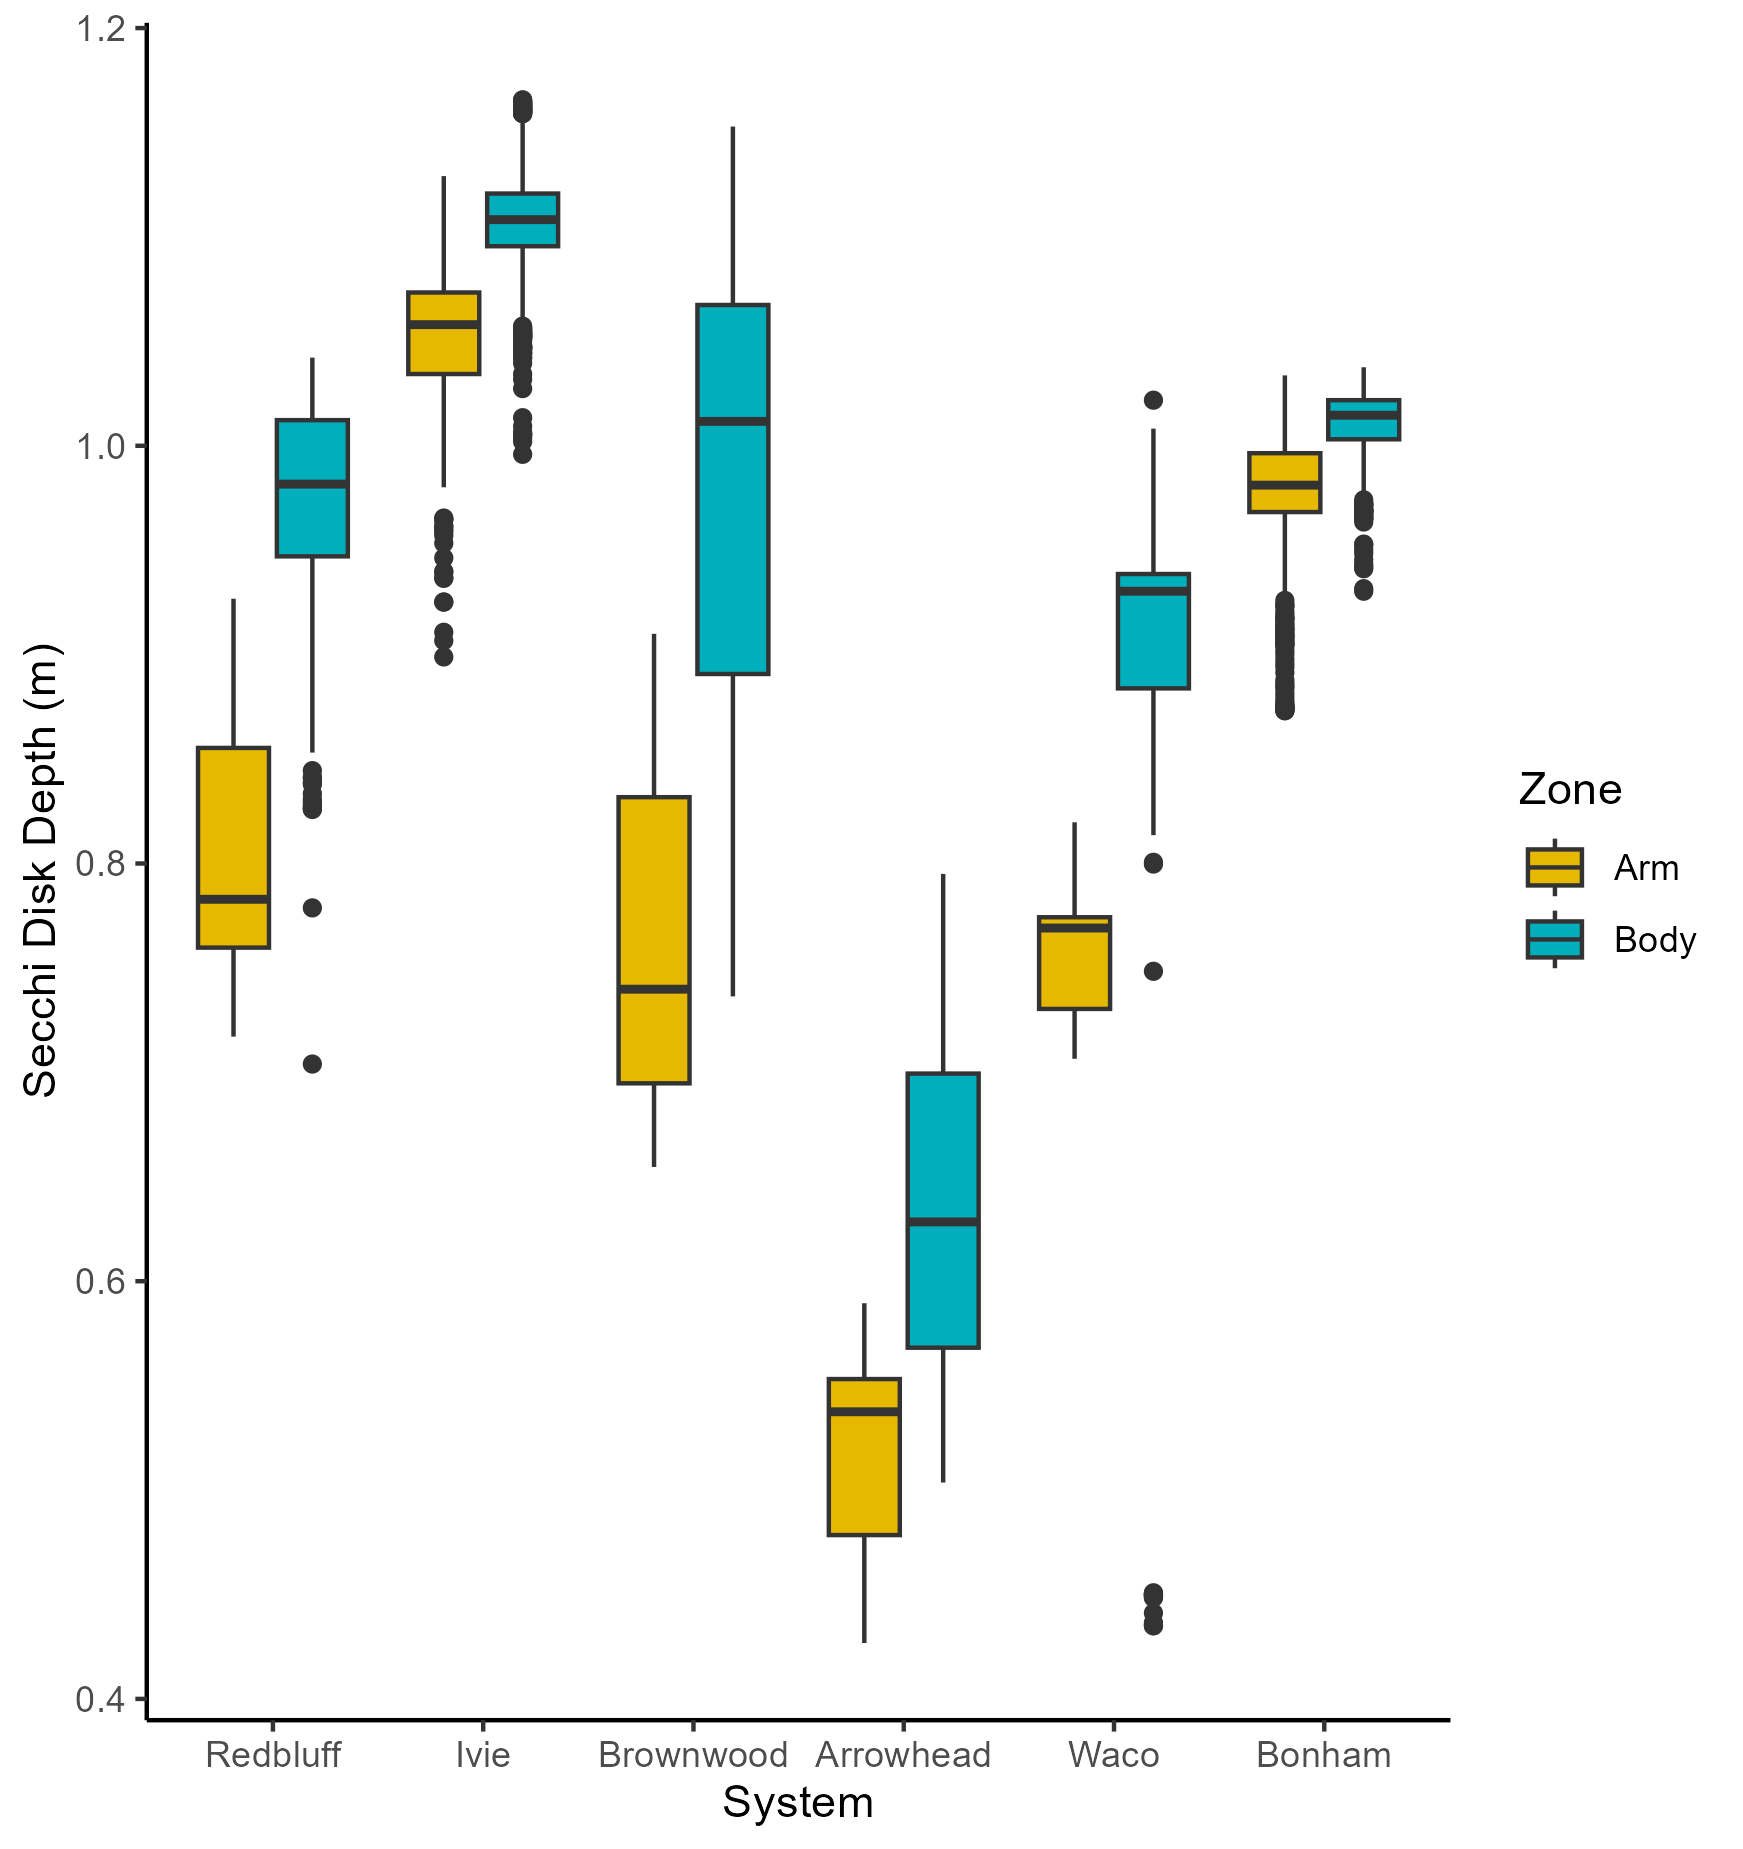 1.2
1.0
0.8
0.6
0.4
Secchi Disk Depth (m)
Redbluff Ivie Brownwood Arrowhead Waco Bonham
System
Zone
Arm
Body